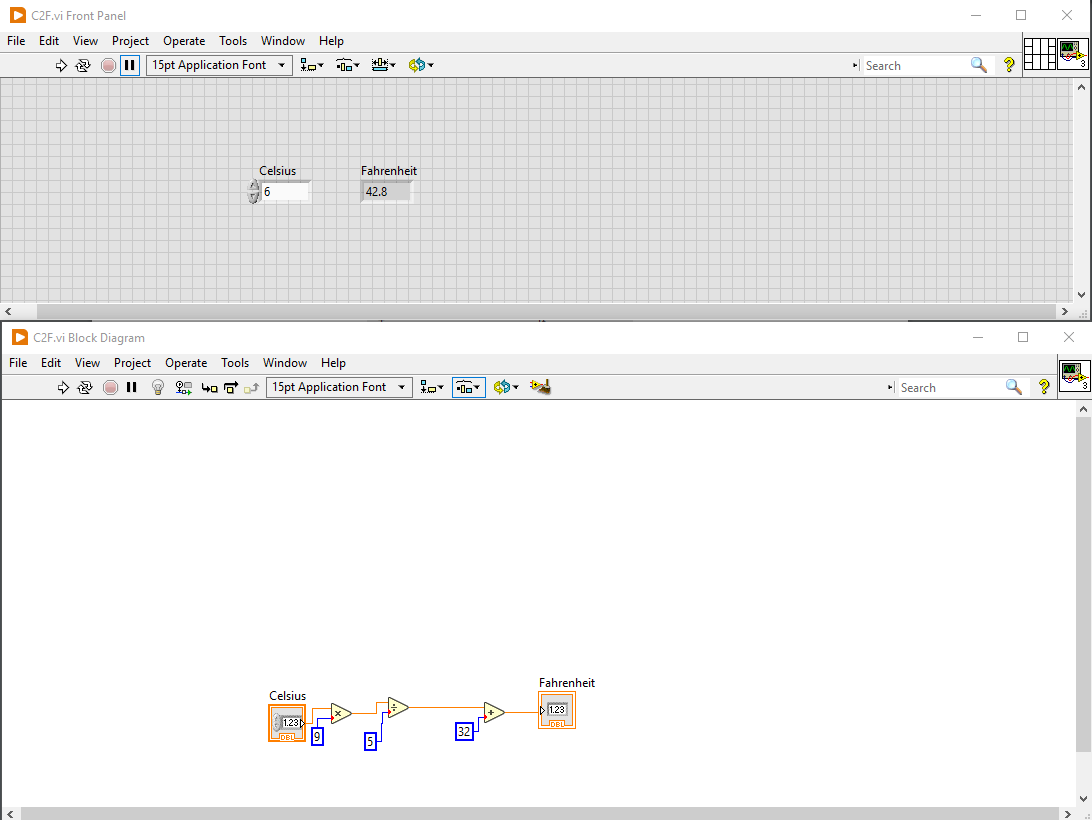 C2F.vi Front Panel
File Edit View Project Operate Tools Window Help
15pt Application Font
Search
?
3
Celsius Fahrenheit
6 42.8
C2F.vi Block Diagram
File Edit View Project Operate Tools Window Help
15pt Application Font
Search
?
3
Fahrenheit
Celsius
1.23 × ÷ + 1.23
DBL 9 5 32 DBL